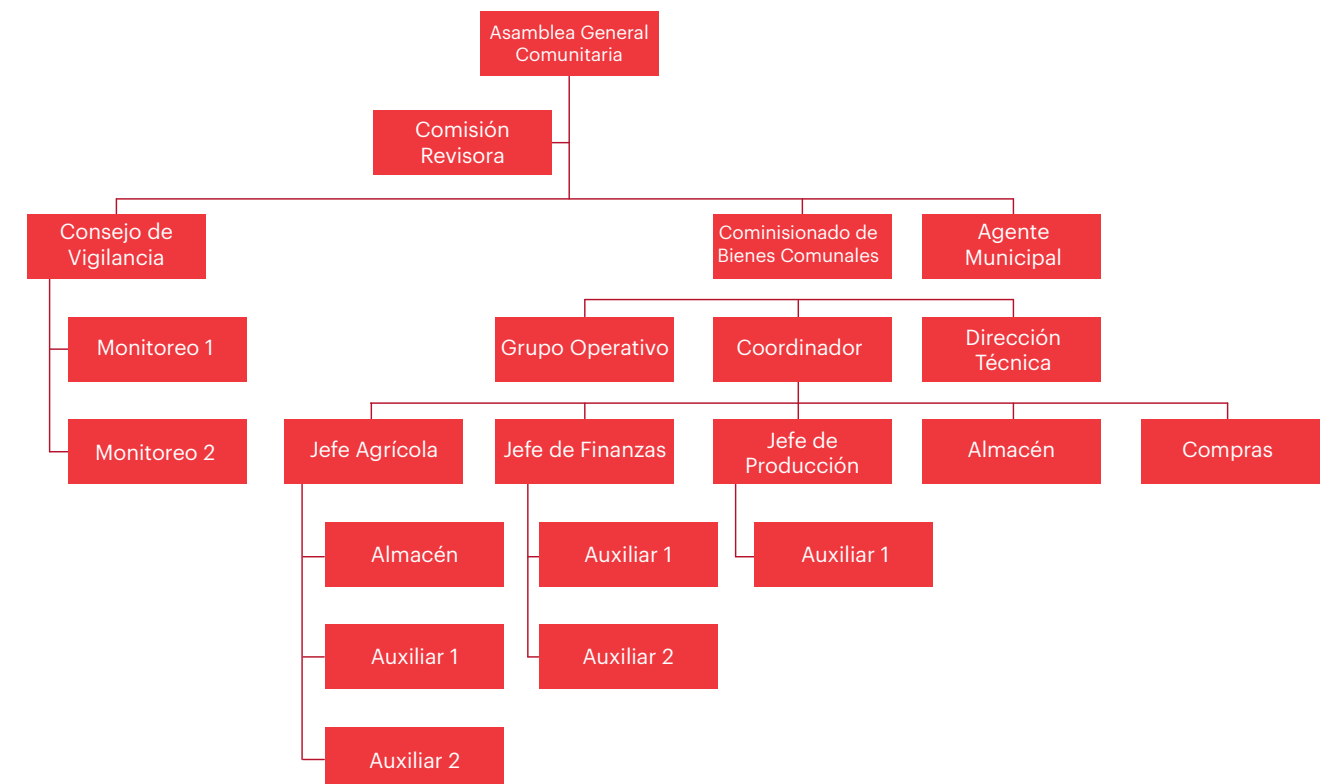 Asamblea General
Comunitaria
Comisión
Revisora
Consejo de
Vigilancia
Cominisionado de
Bienes Comunales
Agente
Municipal
Monitoreo 1
Grupo Operativo
Coordinador
Dirección
Técnica
Monitoreo 2
Jefe Agrícola
Jefe de Finanzas
Jefe de
Producción
Almacén
Compras
Almacén
Auxiliar 1
Auxiliar 1
Auxiliar 1
Auxiliar 2
Auxiliar 2